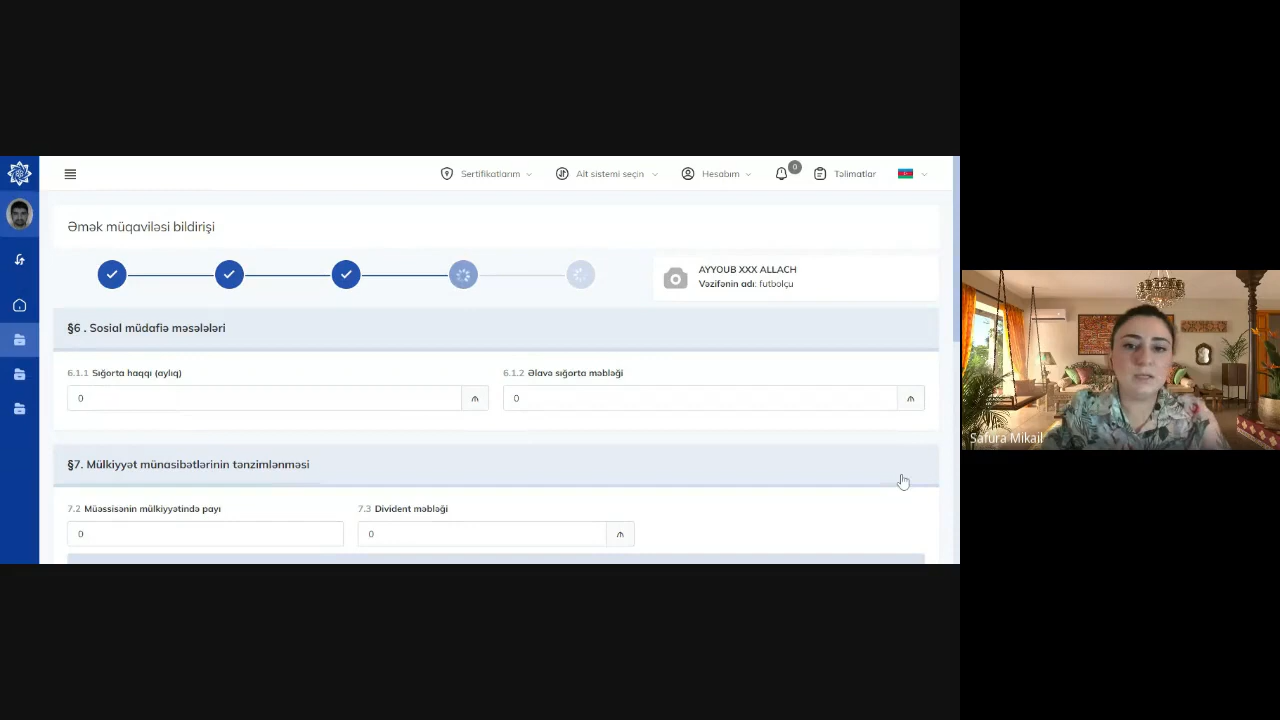 Sertifikatlarım
Alt sistemi seçin
Hesabım
0
Təlimatlar
Əmək müqaviləsi bildirişi
AYYOUB XXX ALLACH
Vəzifənin adı: futbolçu
§6 . Sosial müdafiə məsələləri
6.1.1 Sığorta haqqı (aylıq)
6.1.2 Əlavə sığorta məbləği
0 ₼
0 ₼
§7. Mülkiyyət münasibətlərinin tənzimlənməsi
7.2 Müəssisənin mülkiyyətində payı
7.3 Divident məbləği
0
0 ₼
Safura Mikail